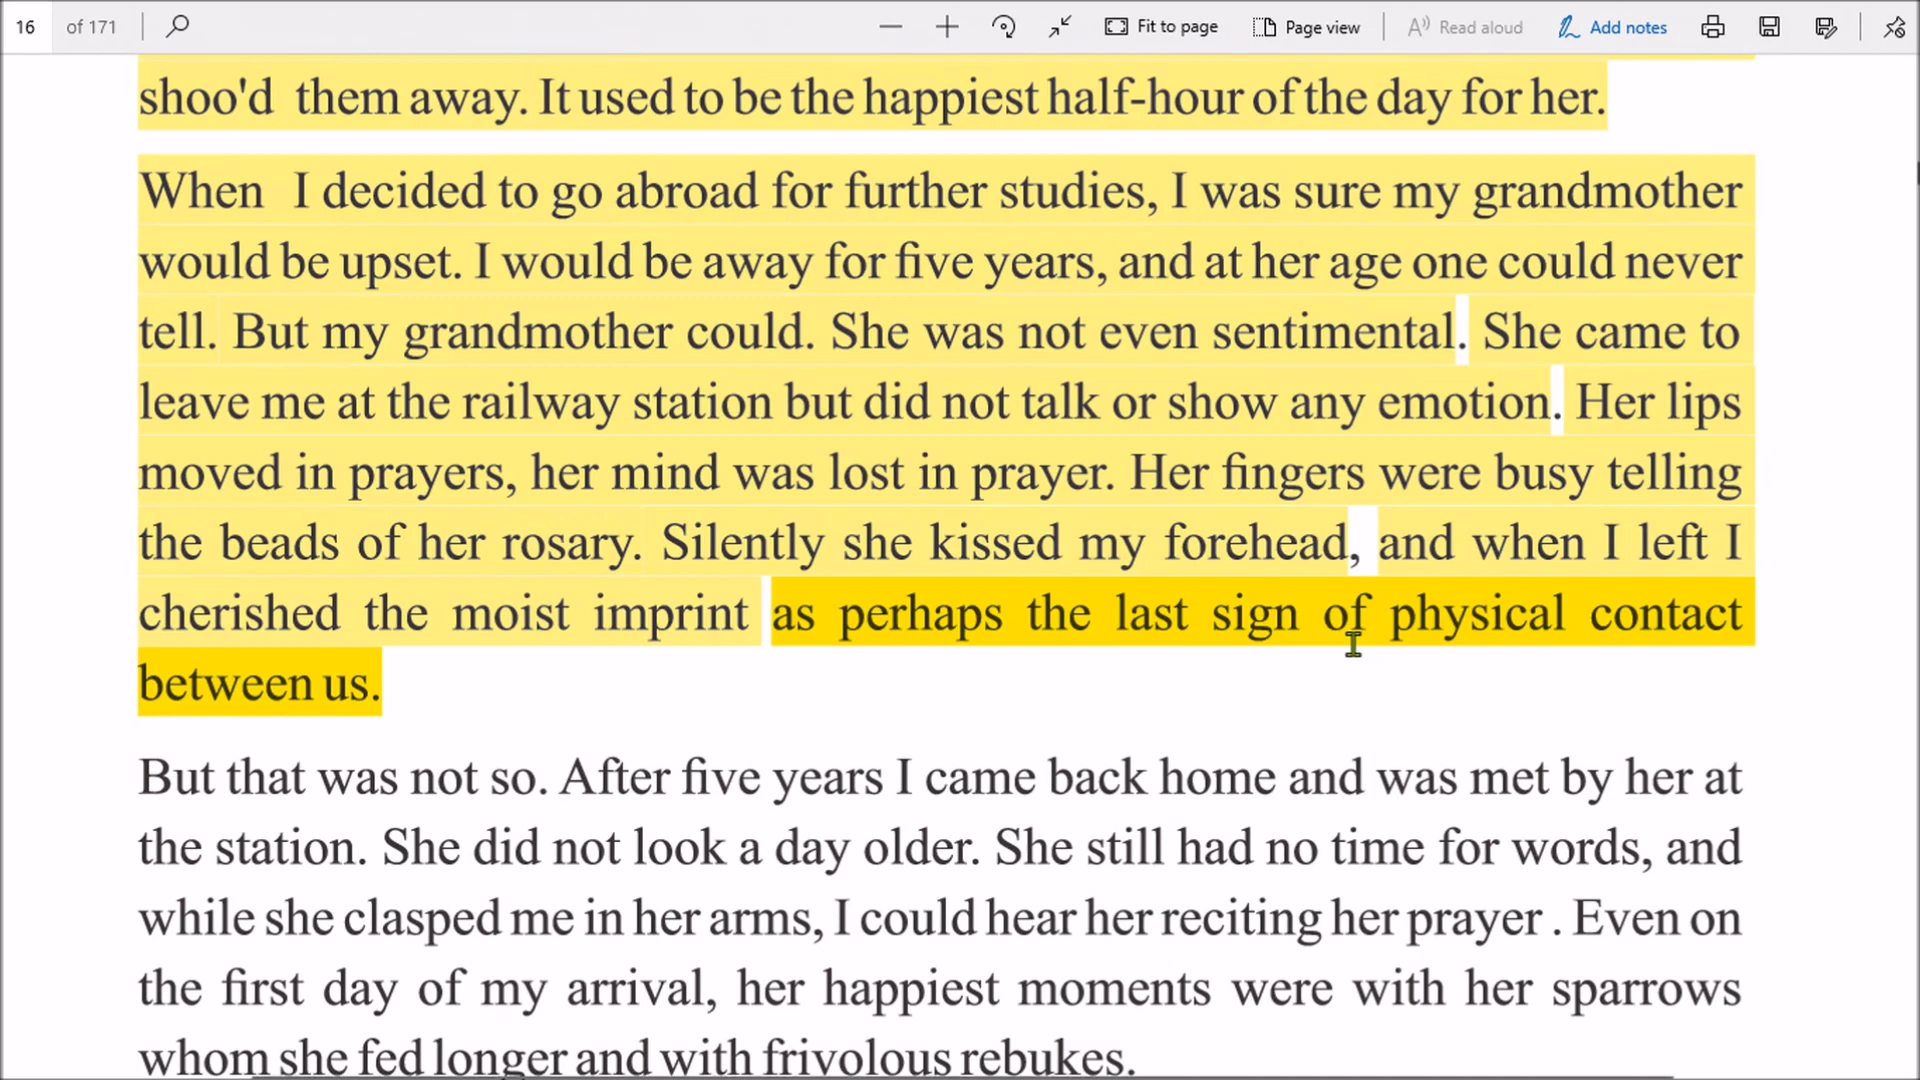 16 of 171 Fit to page Page view Read aloud Add notes
shoo'd them away. It used to be the happiest half-hour of the day for her.
When I decided to go abroad for further studies, I was sure my grandmother
would be upset. I would be away for five years, and at her age one could never
tell. But my grandmother could. She was not even sentimental. She came to
leave me at the railway station but did not talk or show any emotion. Her lips
moved in prayers, her mind was lost in prayer. Her fingers were busy telling
the beads of her rosary. Silently she kissed my forehead, and when I left I
cherished the moist imprint as perhaps the last sign of physical contact
between us.
But that was not so. After five years I came back home and was met by her at
the station. She did not look a day older. She still had no time for words, and
while she clasped me in her arms, I could hear her reciting her prayer . Even on
the first day of my arrival, her happiest moments were with her sparrows
whom she fed longer and with frivolous rebukes.